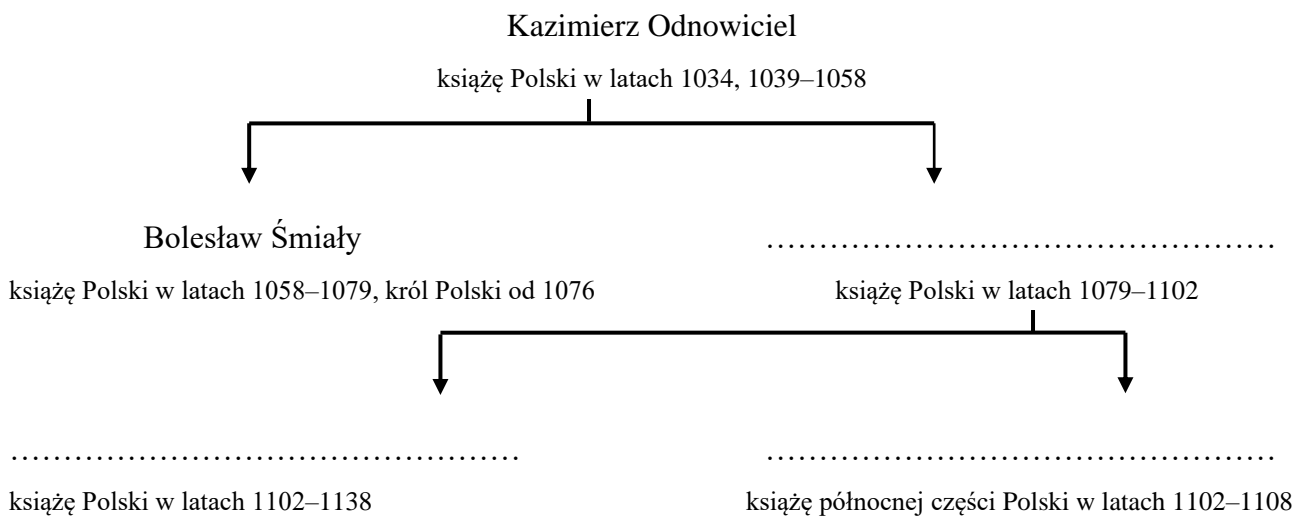 Kazimierz Odnowiciel
książę Polski w latach 1034, 1039–1058
Bolesław Śmiały
………………………………………….
książę Polski w latach 1058–1079, król Polski od 1076
książę Polski w latach 1079–1102
………………………………………….
………………………………………….
książę Polski w latach 1102–1138
książę północnej części Polski w latach 1102–1108